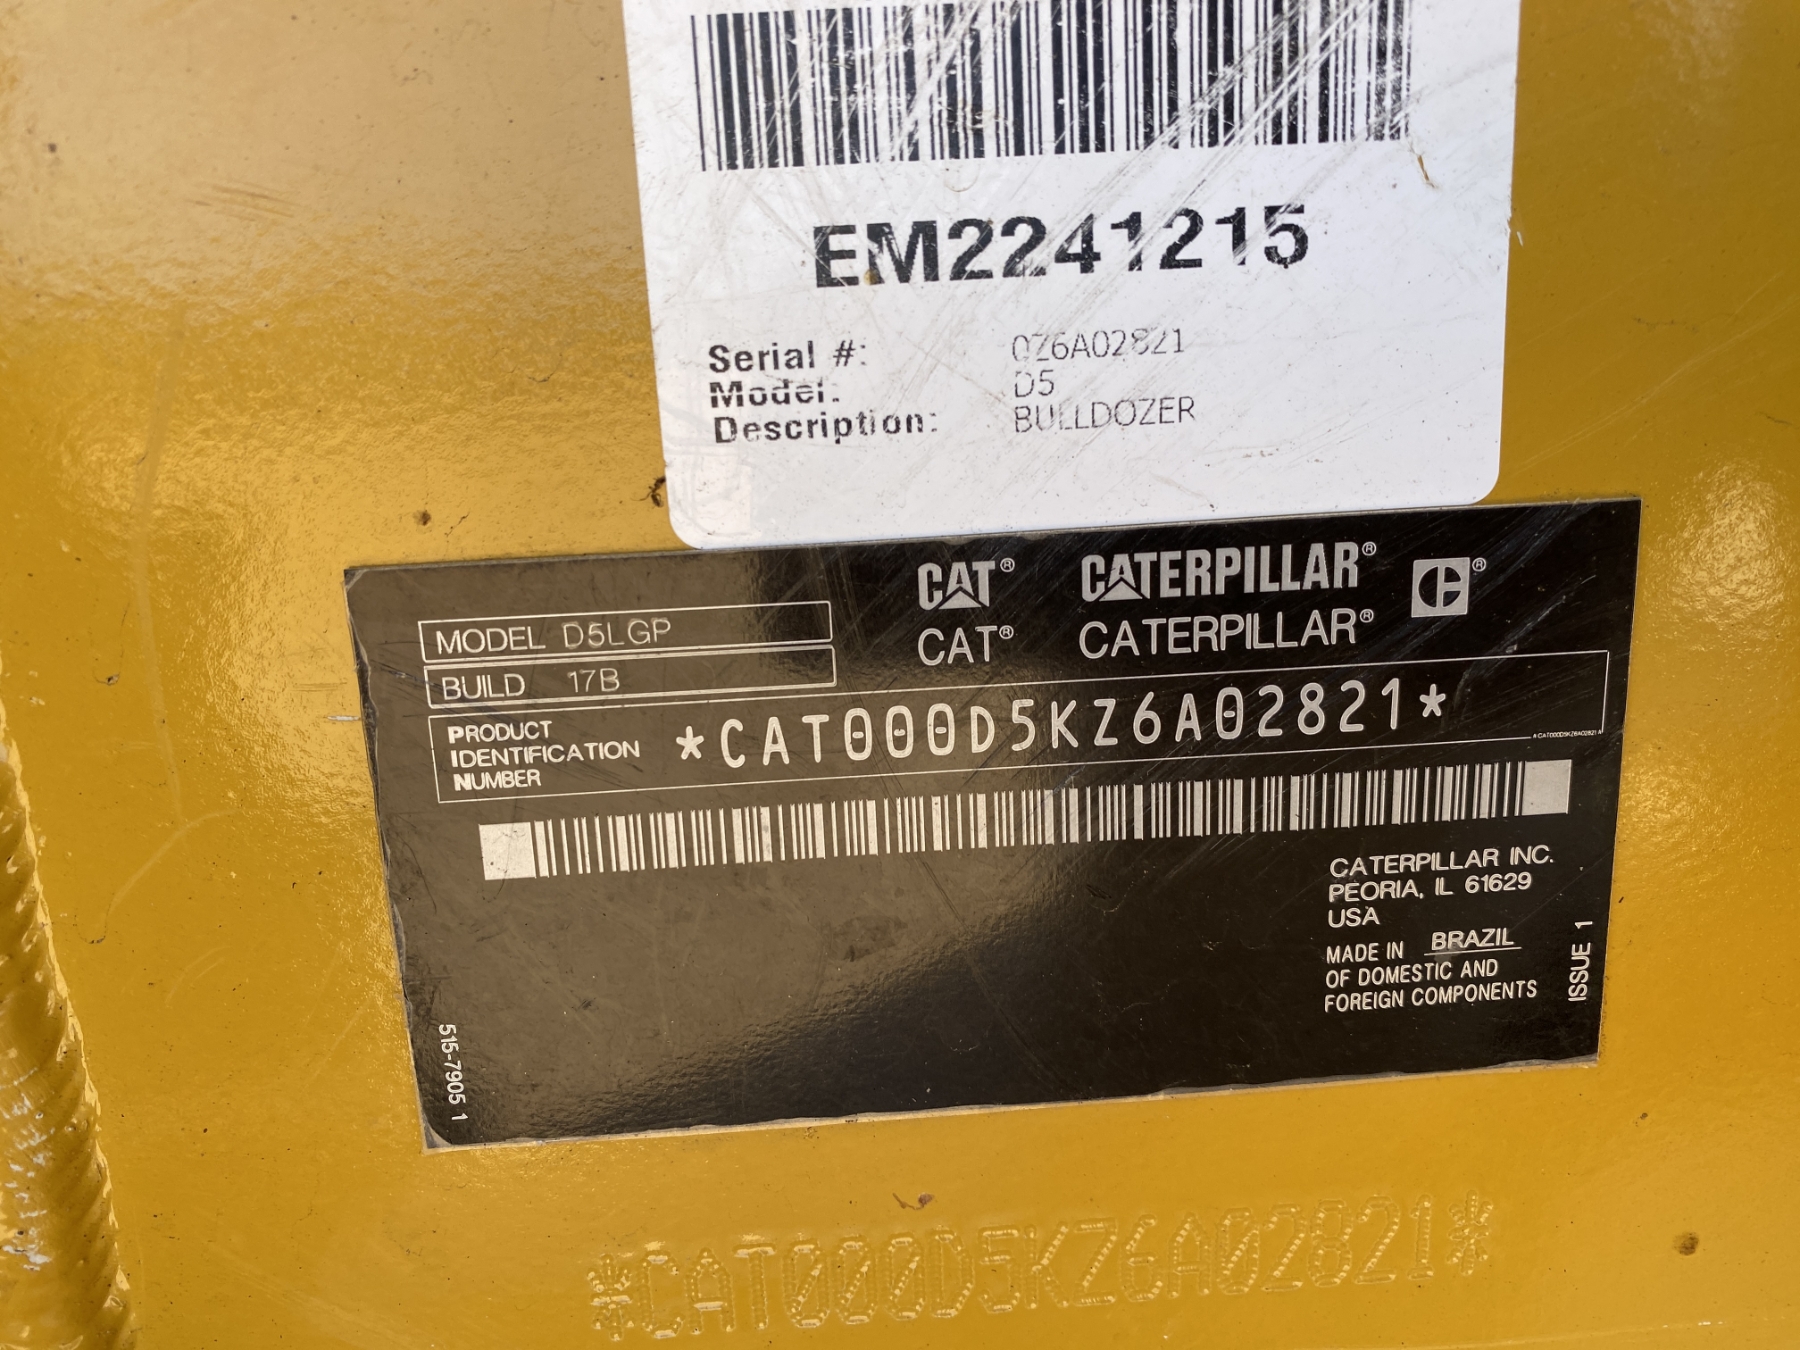 EM2241215
Serial #: 0Z6A02821
Model: D5
Description: BULLDOZER
CAT® CATERPILLAR® C®
CAT® CATERPILLAR®
MODEL D5LGP
BUILD 17B
PRODUCT
IDENTIFICATION
NUMBER
*CAT000D5KZ6A02821*
*CAT000D5KZ6A02821*
CATERPILLAR INC.
PEORIA, IL 61629
USA
MADE IN BRAZIL
OF DOMESTIC AND
FOREIGN COMPONENTS
ISSUE 1
515-7905 1
*CAT000D5KZ6A02821*